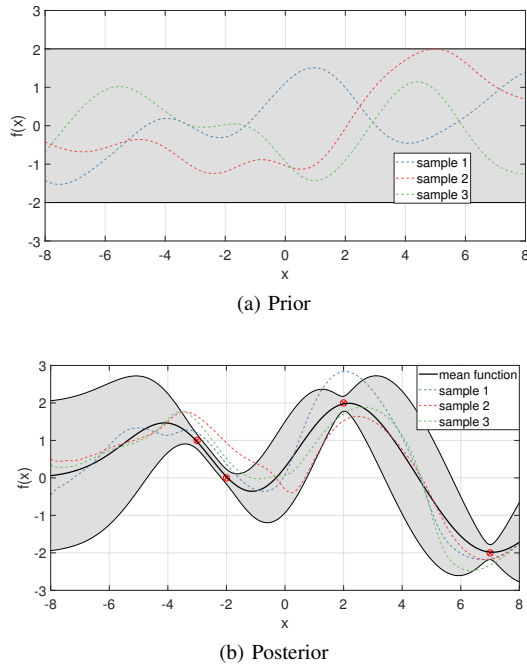 3
2
1
0
-1
-2
-3
f(x)
sample 1
sample 2
sample 3
-8 -6 -4 -2 0 2 4 6 8
x
(a) Prior
3
2
1
0
-1
-2
-3
f(x)
mean function
sample 1
sample 2
sample 3
-8 -6 -4 -2 0 2 4 6 8
x
(b) Posterior